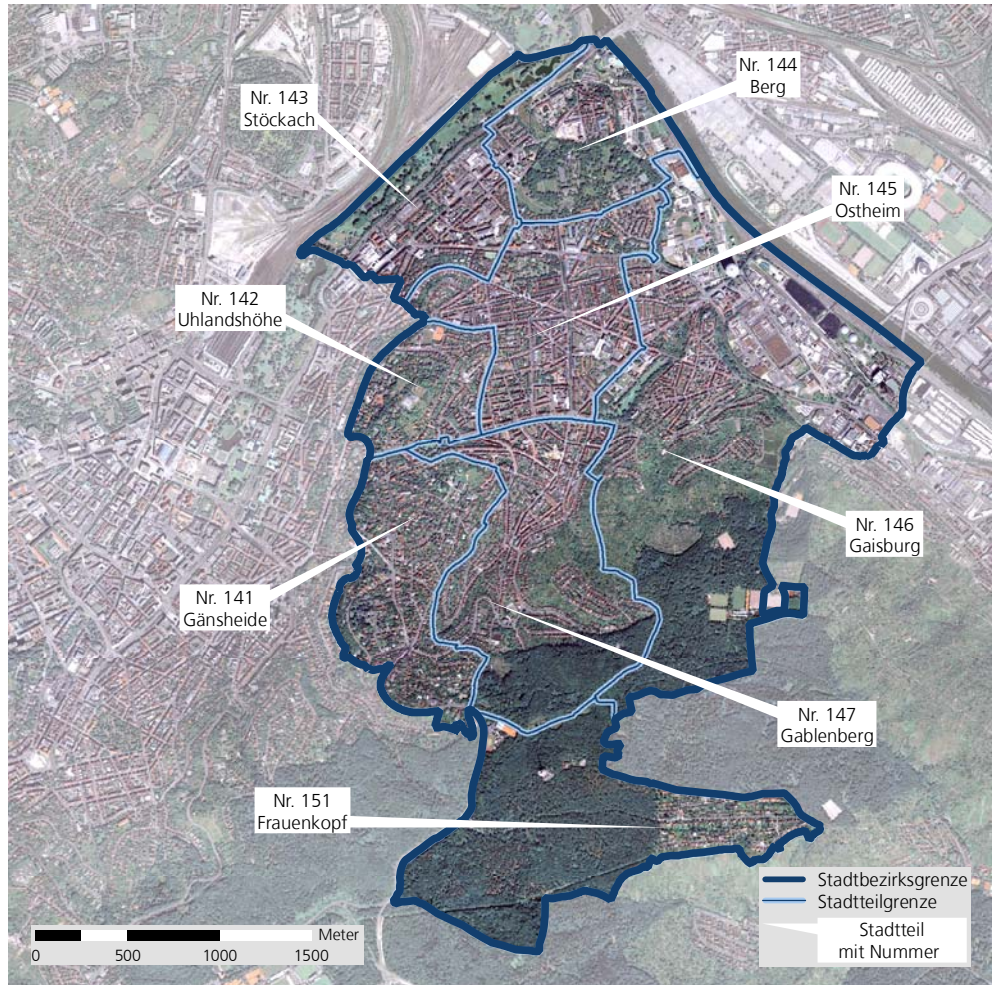 Nr. 144
Berg
Nr. 143
Stöckach
Nr. 145
Ostheim
Nr. 142
Uhlandshöhe
Nr. 146
Gaisburg
Nr. 141
Gänsheide
Nr. 147
Gablenberg
Nr. 151
Frauenkopf
Stadtbezirksgrenze
Stadtteilgrenze
Stadtteil
mit Nummer
Meter
0 500 1000 1500